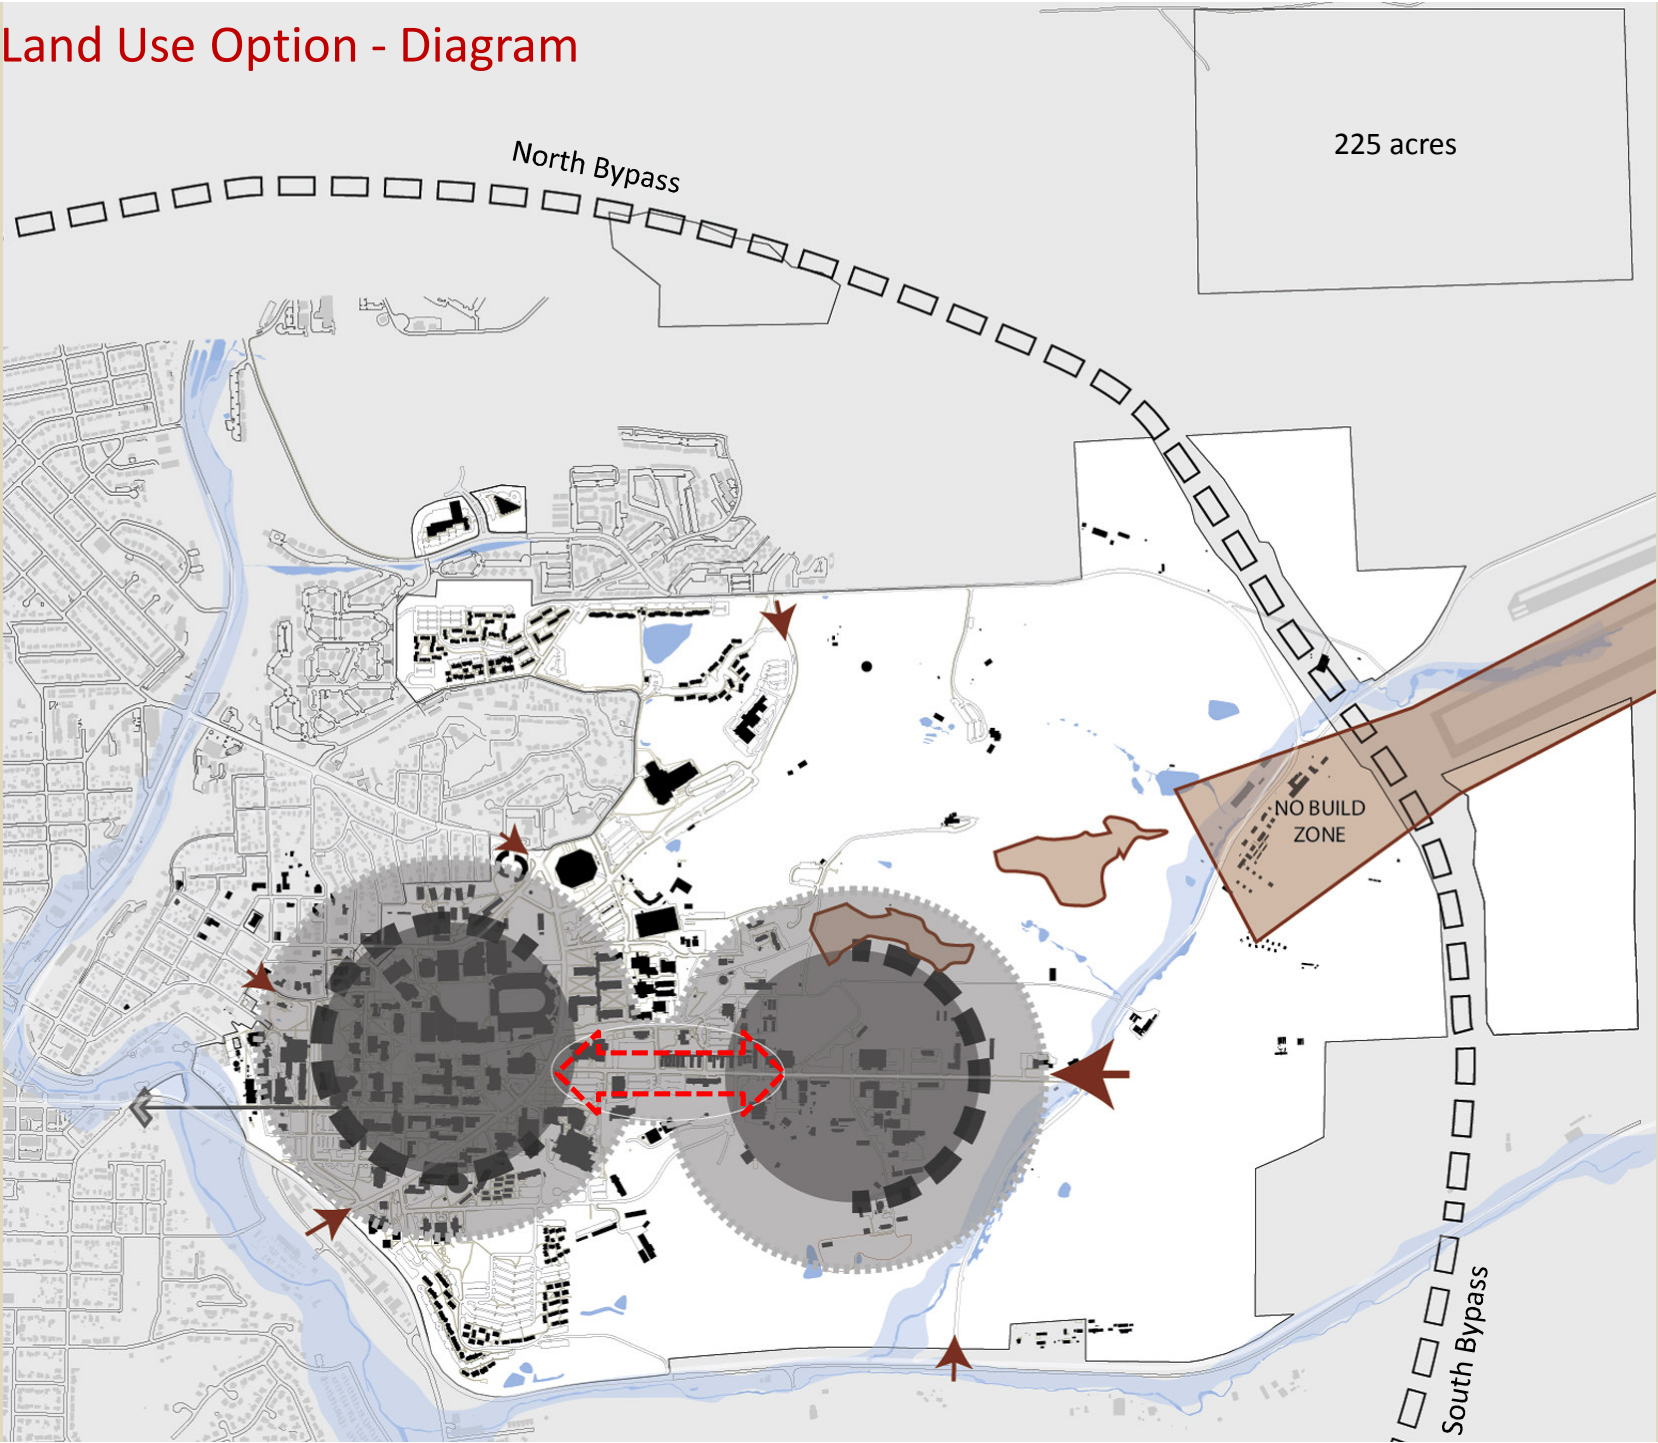 Land Use Option - Diagram
225 acres
North Bypass
NO BUILD
ZONE
South Bypass